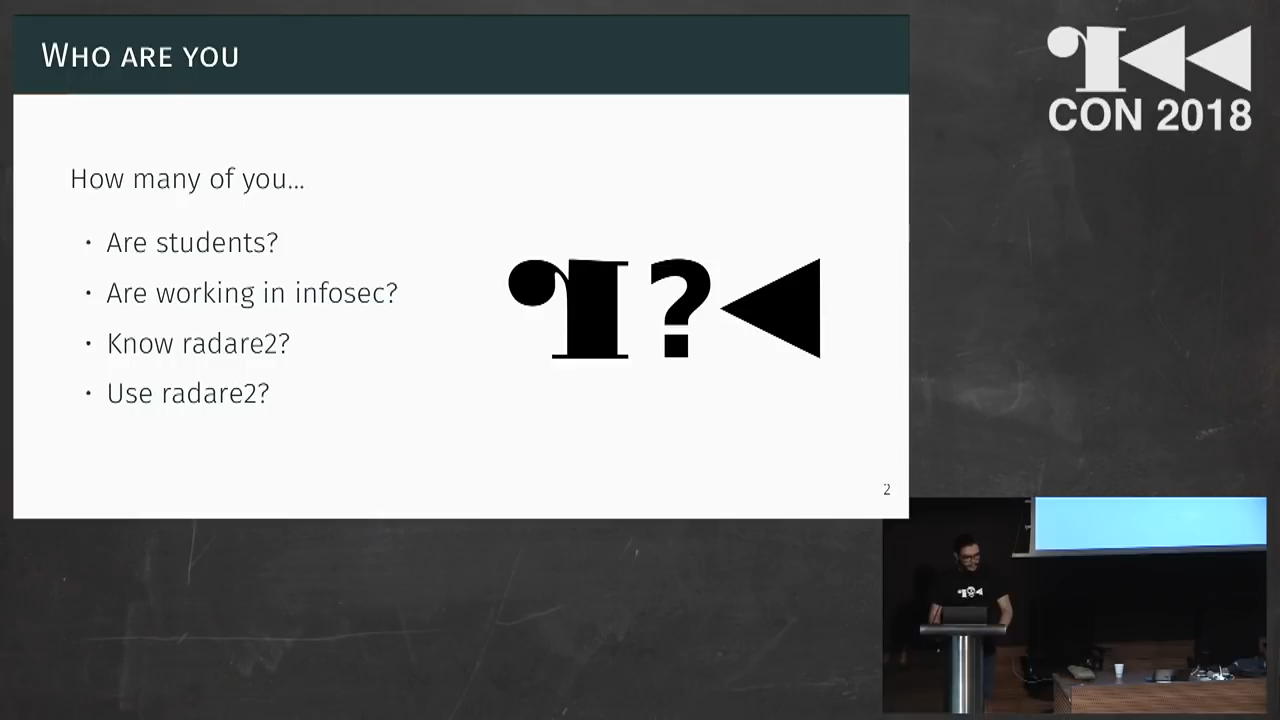 WHO ARE YOU
How many of you...
· Are students?
· Are working in infosec?
· Know radare2?
· Use radare2?
?
2
CON 2018